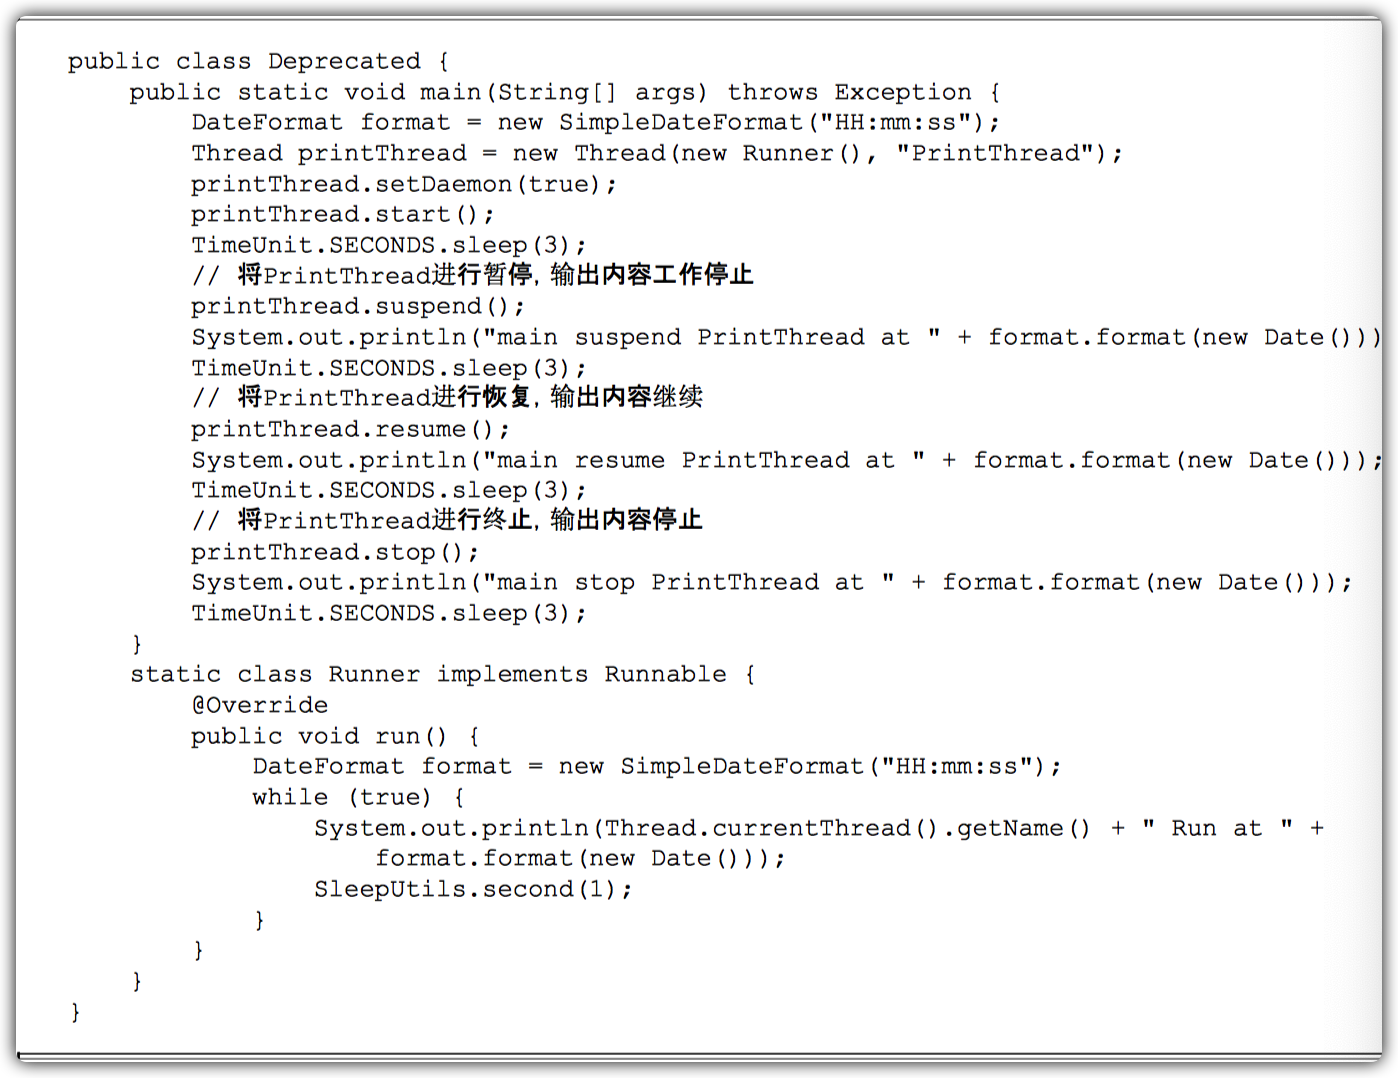 public class Deprecated {
    public static void main(String[] args) throws Exception {
        DateFormat format = new SimpleDateFormat("HH:mm:ss");
        Thread printThread = new Thread(new Runner(), "PrintThread");
        printThread.setDaemon(true);
        printThread.start();
        TimeUnit.SECONDS.sleep(3);
        // 将PrintThread进行暂停, 输出内容工作停止
        printThread.suspend();
        System.out.println("main suspend PrintThread at " + format.format(new Date()))
        TimeUnit.SECONDS.sleep(3);
        // 将PrintThread进行恢复, 输出内容继续
        printThread.resume();
        System.out.println("main resume PrintThread at " + format.format(new Date()));
        TimeUnit.SECONDS.sleep(3);
        // 将PrintThread进行终止, 输出内容停止
        printThread.stop();
        System.out.println("main stop PrintThread at " + format.format(new Date()));
        TimeUnit.SECONDS.sleep(3);
    }
    static class Runner implements Runnable {
        @Override
        public void run() {
            DateFormat format = new SimpleDateFormat("HH:mm:ss");
            while (true) {
                System.out.println(Thread.currentThread().getName() + " Run at " +
                    format.format(new Date()));
                SleepUtils.second(1);
            }
        }
    }
}